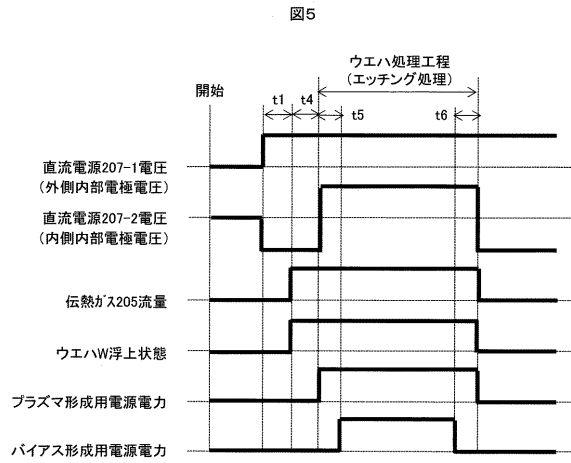 図5
ウエハ処理工程
(エッチング処理)
開始
t1
t4
t5
t6
直流電源207-1電圧
(外側内部電極電圧)
直流電源207-2電圧
(内側内部電極電圧)
伝熱ガス205流量
ウエハW浮上状態
プラズマ形成用電源電力
バイアス形成用電源電力